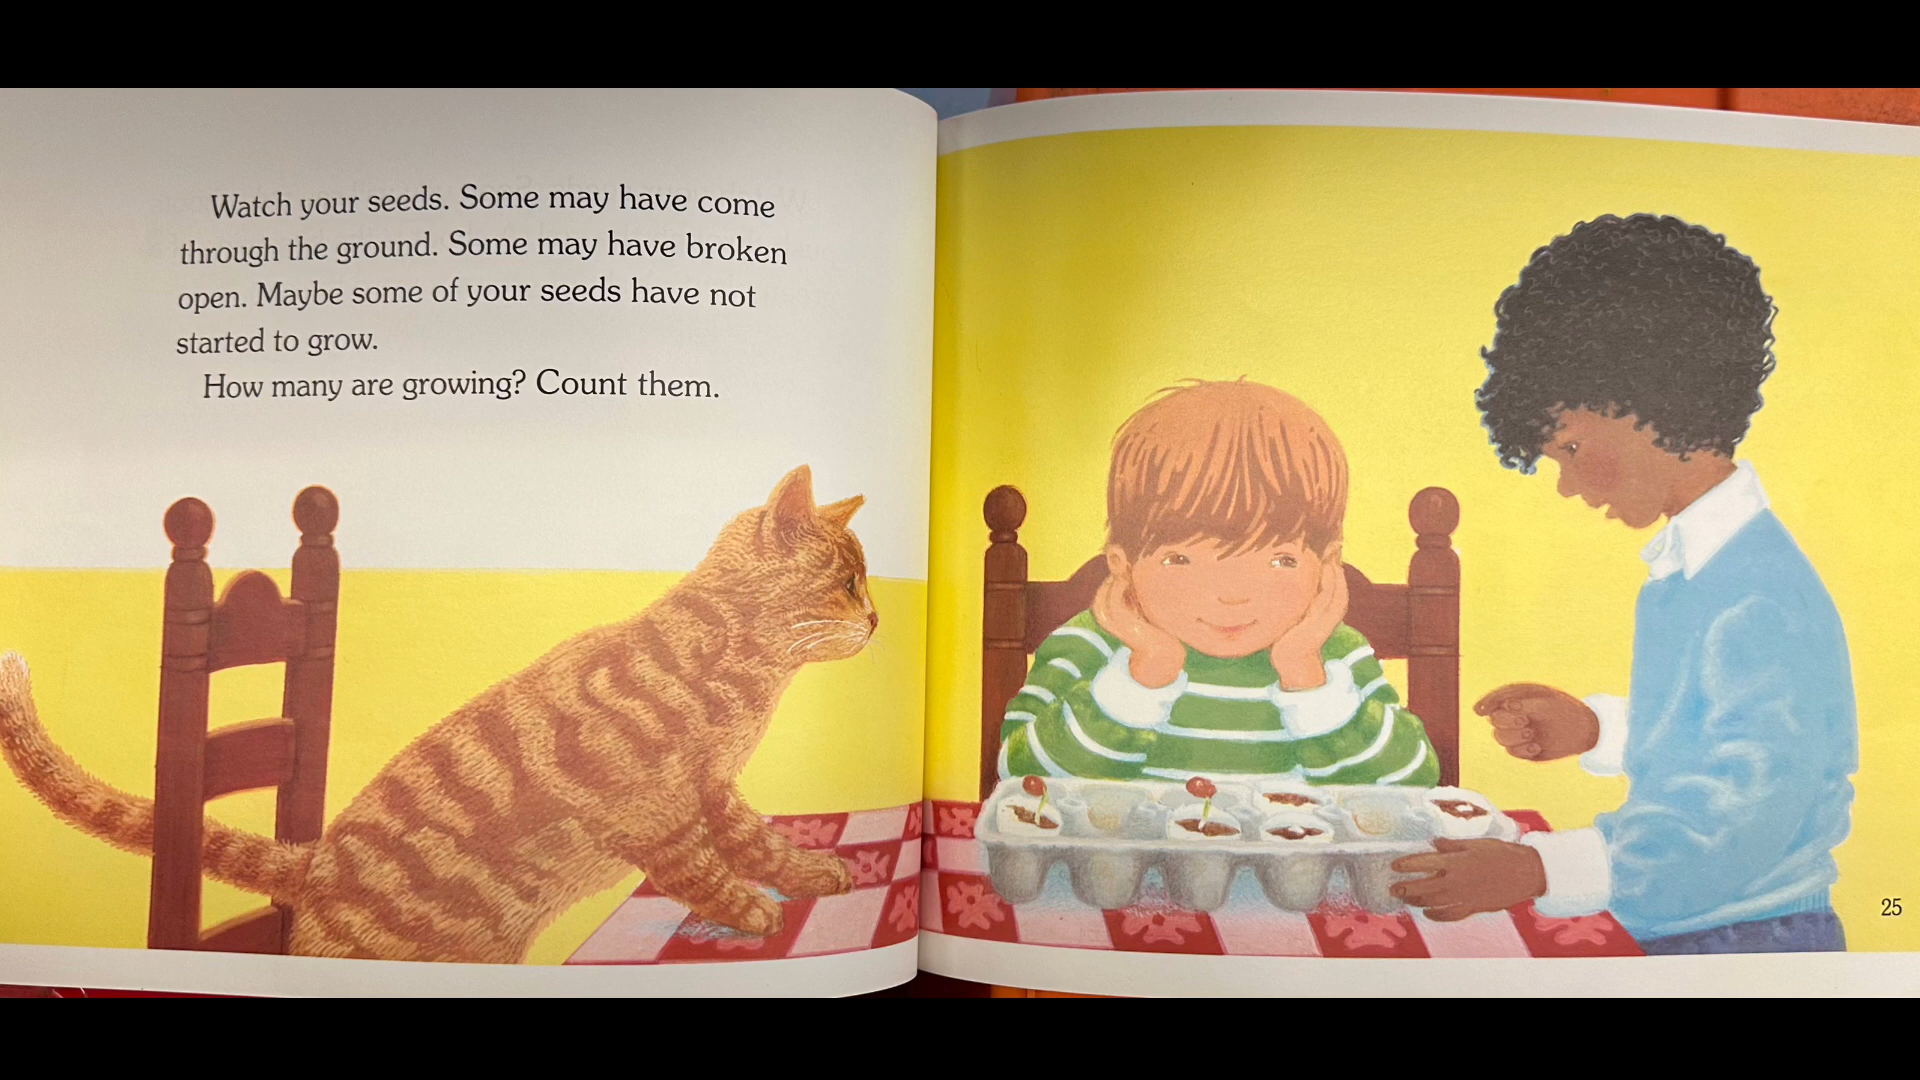 Watch your seeds. Some may have come
through the ground. Some may have broken
open. Maybe some of your seeds have not
started to grow.
How many are growing? Count them.
25